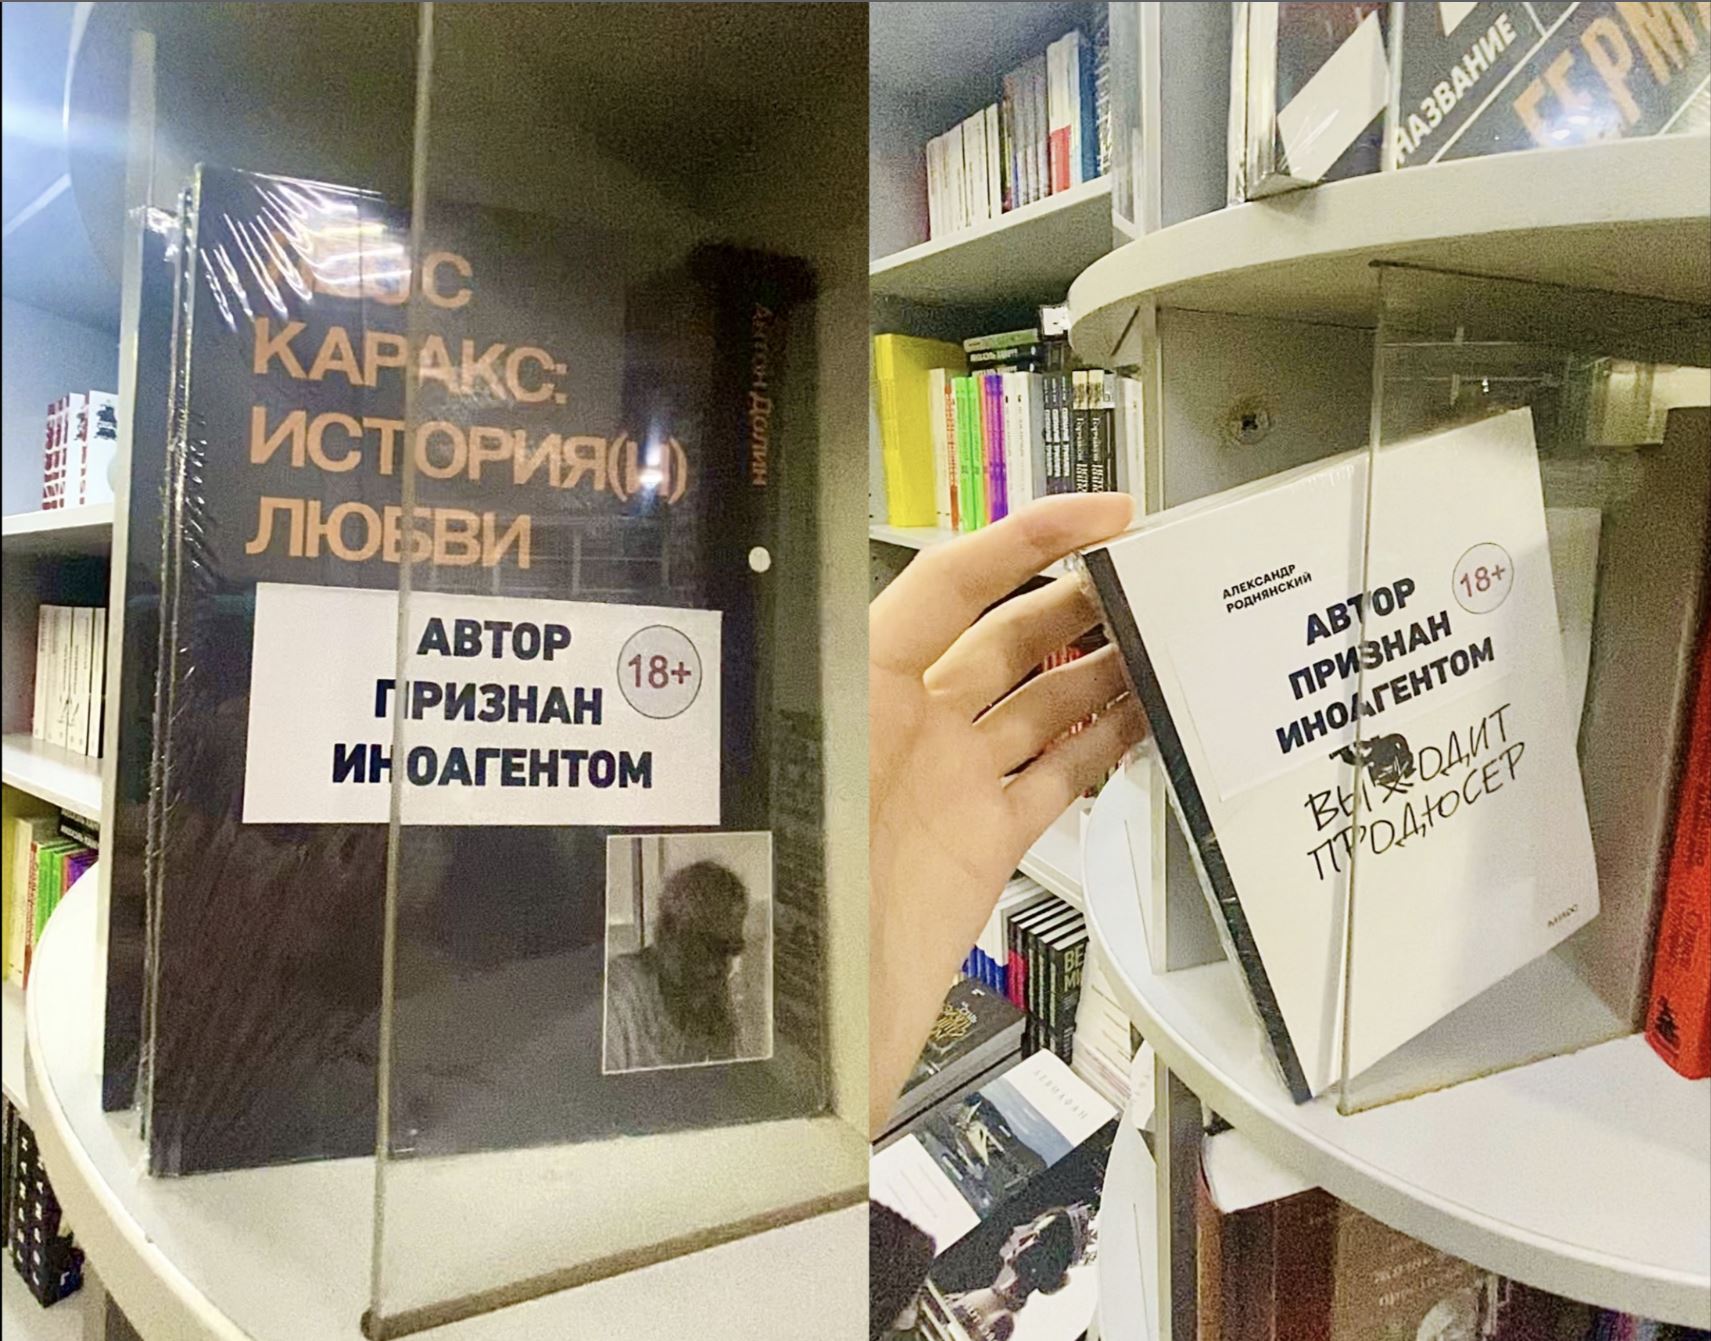 КАРАКС:
ИСТОРИЯ(И)
ЛЮБВИ
Антон Долин
АВТОР
ПРИЗНАН
ИНОАГЕНТОМ
18+
НАЗВАНИЕ
АЛЕКСАНДР
РОДНЯНСКИЙ
АВТОР
ПРИЗНАН
ИНОАГЕНТОМ
18+
ВЫХОДИТ
ПРОДЮСЕР